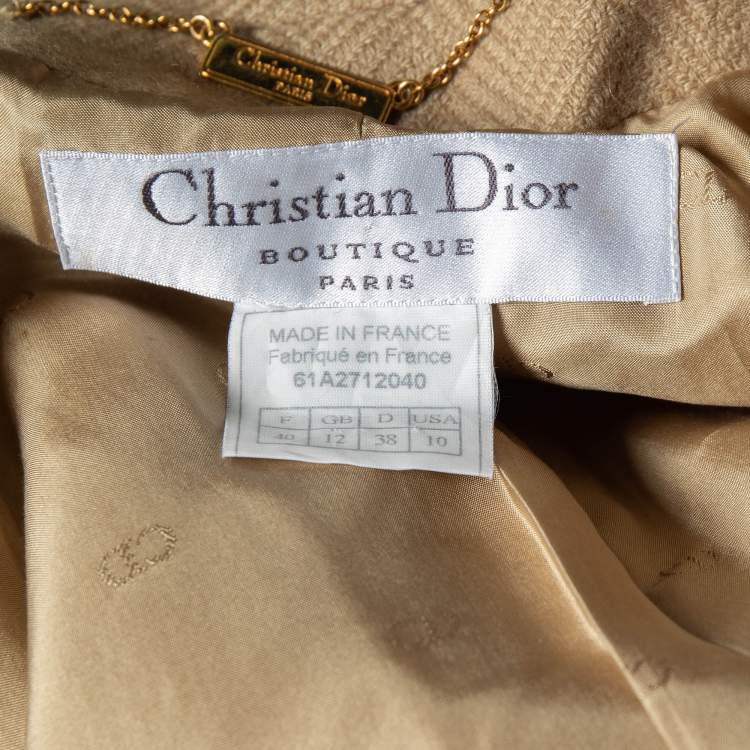 Christian Dior
PARIS
Christian Dior
BOUTIQUE
PARIS
MADE IN FRANCE
Fabriqué en France
61A2712040
F GB D USA
40 12 38 10